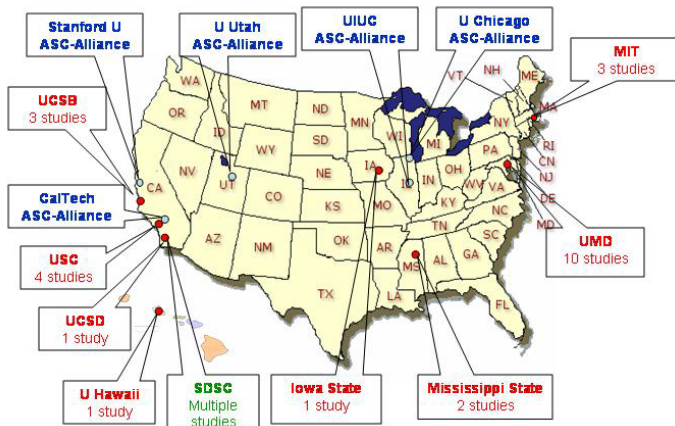 Stanford U
ASC-Alliance
U Utah
ASC-Alliance
UIUC
ASC-Alliance
U Chicago
ASC-Alliance
MIT
3 studies
UCSB
3 studies
CalTech
ASC-Alliance
USC
4 studies
UCSD
1 study
U Hawaii
1 study
SDSC
Multiple
studies
Iowa State
1 study
Mississippi State
2 studies
UMD
10 studies
WA
OR
ID
MT
ND
MN
WI
MI
VT
NH
ME
MA
NY
RI
CN
NJ
DE
MD
PA
SD
WY
NV
CA
UT
CO
NE
IA
IN
OH
WV
VA
KY
MO
KS
NC
TN
SC
AZ
NM
OK
AR
MS
AL
GA
TX
LA
FL